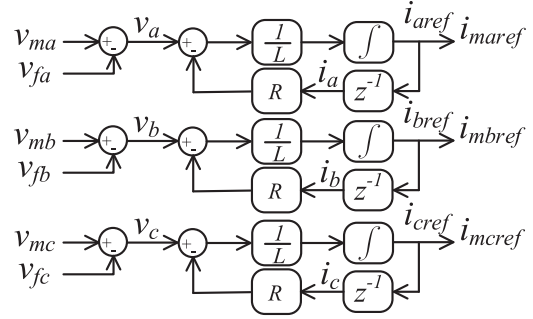 v_ma + - v_a + - 1/L ∫ i_aref i_maref
v_fa R i_a z^-1
v_mb + - v_b + - 1/L ∫ i_bref i_mbref
v_fb R i_b z^-1
v_mc + - v_c + - 1/L ∫ i_cref i_mcref
v_fc R i_c z^-1